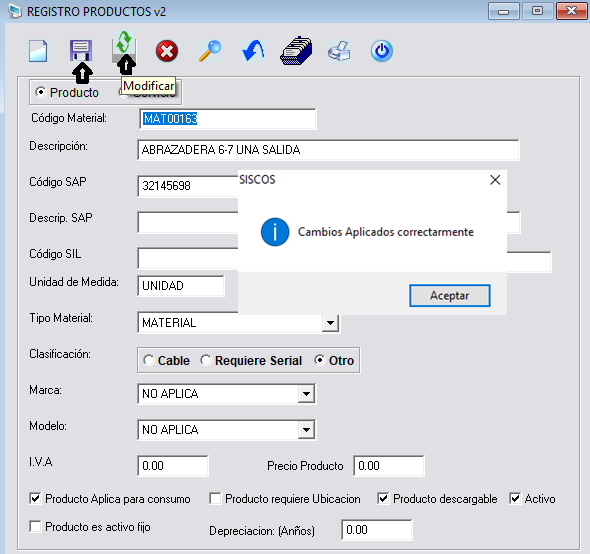 REGISTRO PRODUCTOS v2
Modificar
Producto
Código Material: MAT00163
Descripción: ABRAZADERA 6-7 UNA SALIDA
Código SAP 32145698
SISCOS
Descrip. SAP
Cambios Aplicados correctarmente
Código SIL
Unidad de Medida: UNIDAD
Aceptar
Tipo Material: MATERIAL
Clasificación: Cable Requiere Serial Otro
Marca: NO APLICA
Modelo: NO APLICA
I.V.A 0.00 Precio Producto 0.00
Producto Aplica para consumo Producto requiere Ubicacion Producto descargable Activo
Producto es activo fijo Depreciacion: (Anños) 0.00